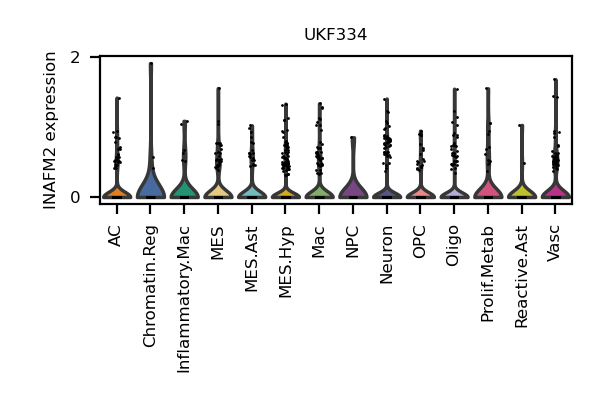 UKF334
INAFM2 expression
2
0
AC
Chromatin.Reg
Inflammatory.Mac
MES
MES.Ast
MES.Hyp
Mac
NPC
Neuron
OPC
Oligo
Prolif.Metab
Reactive.Ast
Vasc